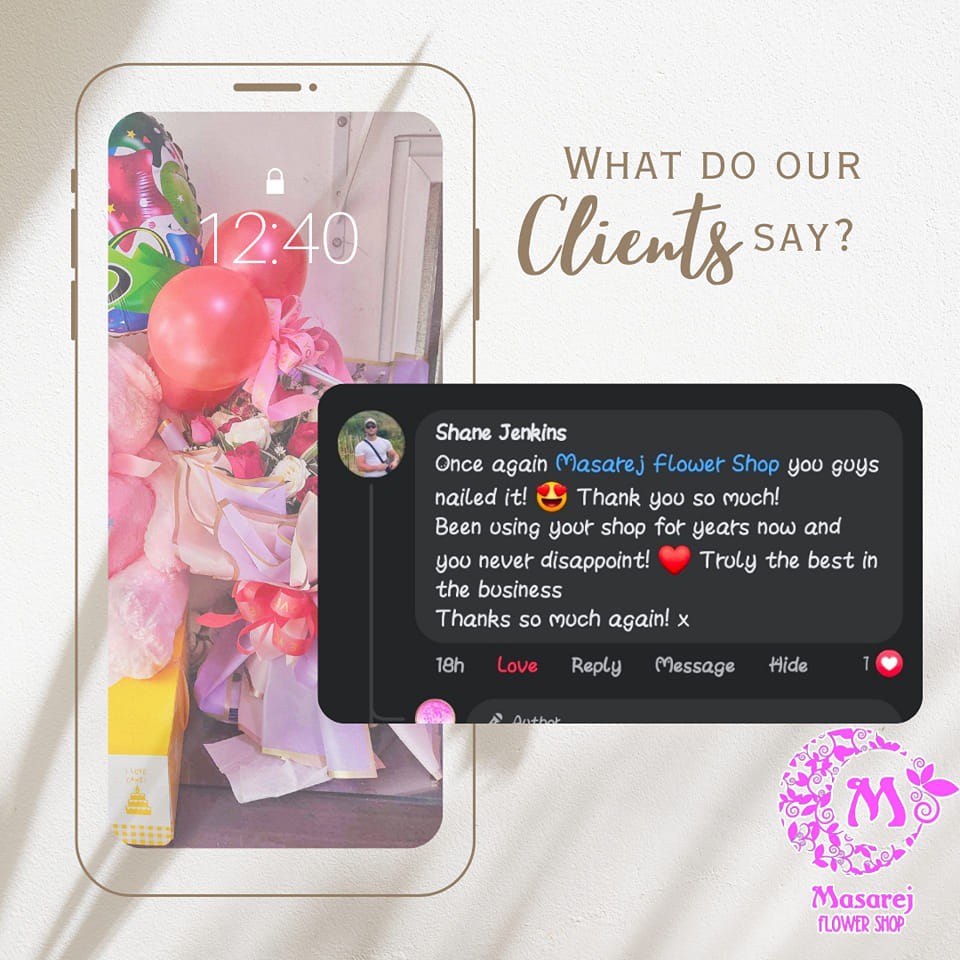 12:40
WHAT DO OUR
Clients SAY?
Shane Jenkins
Once again Masarej Flower Shop you guys
nailed it! 😍 Thank you so much!
Been using your shop for years now and
you never disappoint! ❤️ Truly the best in
the business
Thanks so much again! x
18h Love Reply Message Hide 1
Author
M
Masarej
FLOWER SHOP